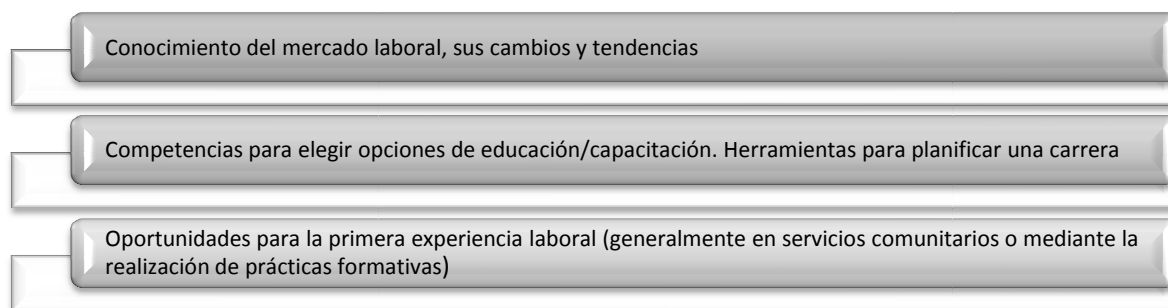 Conocimiento del mercado laboral, sus cambios y tendencias
Competencias para elegir opciones de educación/capacitación. Herramientas para planificar una carrera
Oportunidades para la primera experiencia laboral (generalmente en servicios comunitarios o mediante la
realización de prácticas formativas)